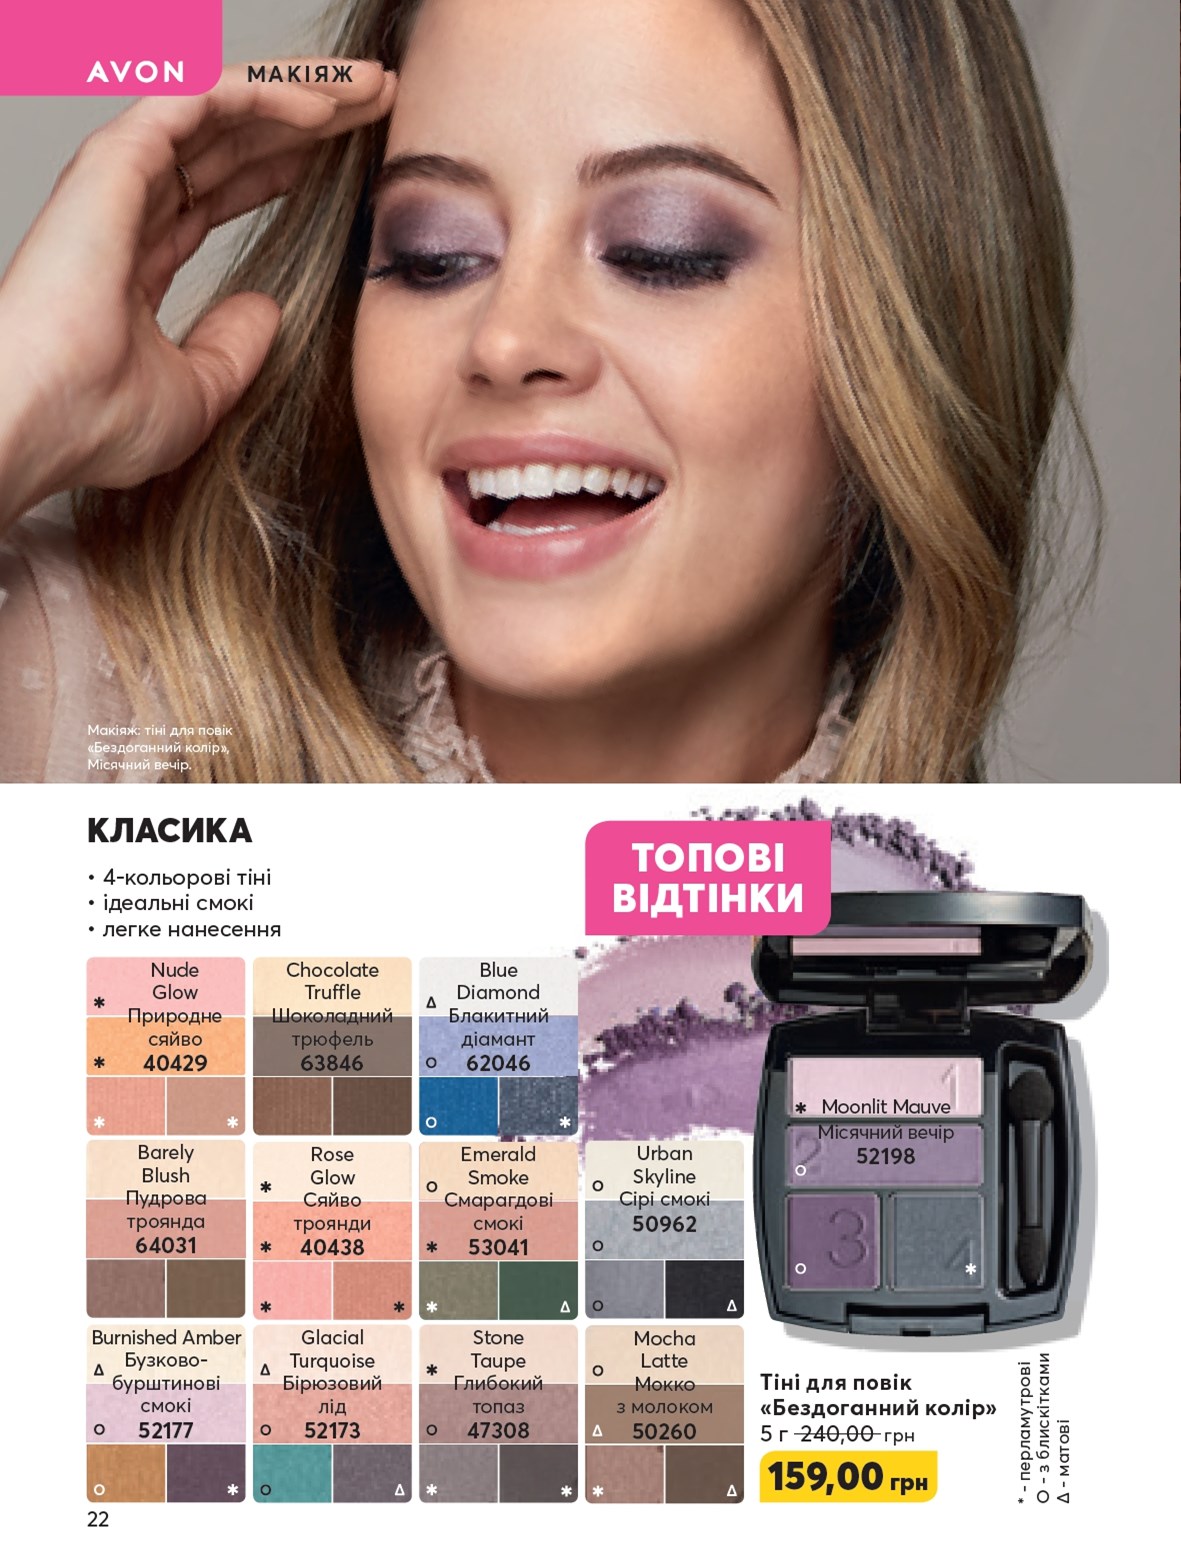 AVON
МАКІЯЖ
Макіяж: тіні для повік
«Бездоганний колір»,
Місячний вечір.
КЛАСИКА
• 4-кольорові тіні
• ідеальні смокі
• легке нанесення
ТОПОВІ
ВІДТІНКИ
Nude
Glow
* Природне
сяйво
* 40429
* *
Chocolate
Truffle
Шоколадний
трюфель
63846
Blue
Δ Diamond
Блакитний
діамант
О 62046
О *
Barely
Blush
Пудрова
троянда
64031
Rose
* Glow
Сяйво
троянди
* 40438
* *
Emerald
О Smoke
Смарагдові
смокі
* 53041
* Δ
Urban
О Skyline
Сірі смокі
50962
О
О Δ
1
* Moonlit Mauve
2 Місячний вечір
О 52198
3 4
О *
Burnished Amber
Δ Бузково-
бурштинові
смокі
О 52177
О *
Glacial
Δ Turquoise
Бірюзовий
лід
О 52173
О Δ
Stone
* Taupe
Глибокий
топаз
О 47308
* *
Mocha
О Latte
Мокко
з молоком
Δ 50260
* Δ
Тіні для повік
«Бездоганний колір»
5 г 240,00 грн
159,00 грн
* - перламутрові
О - з блискітками
Δ - матові
22